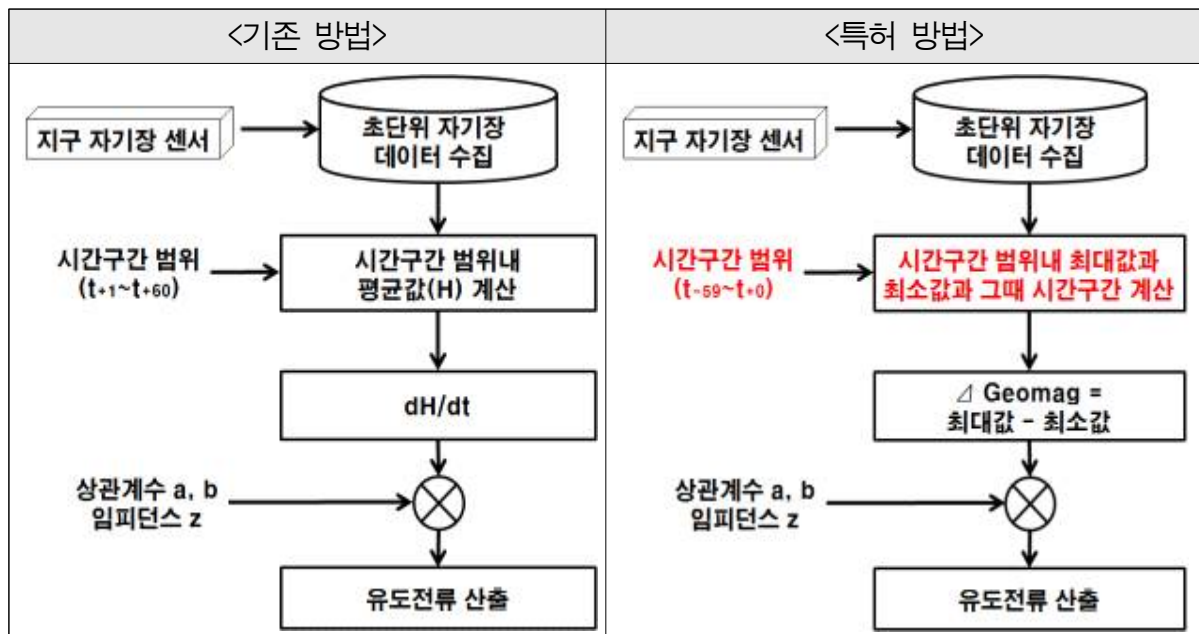 <기존 방법>
지구 자기장 센서
초단위 자기장
데이터 수집
시간구간 범위
(t+1~t+60)
시간구간 범위내
평균값(H) 계산
dH/dt
상관계수 a, b
임피던스 z
유도전류 산출
<특허 방법>
지구 자기장 센서
초단위 자기장
데이터 수집
시간구간 범위
(t-59~t+0)
시간구간 범위내 최대값과
최소값과 그때 시간구간 계산
⊿ Geomag =
최대값 - 최소값
상관계수 a, b
임피던스 z
유도전류 산출